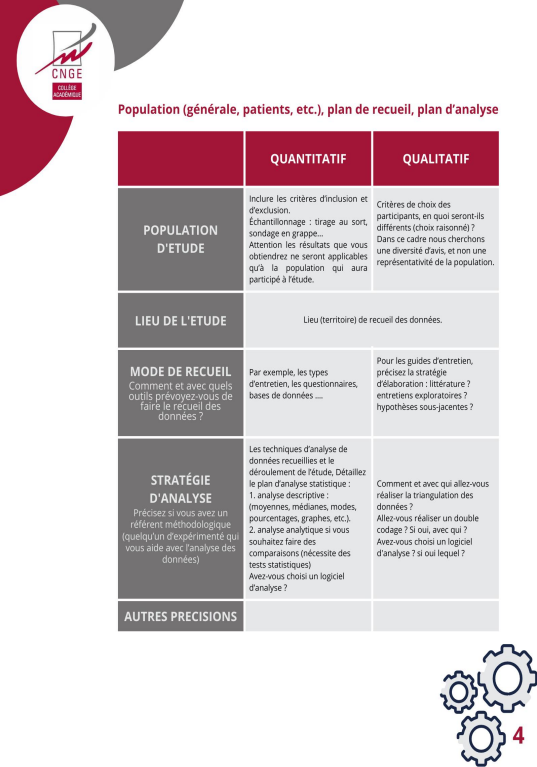 CNGE
COLLÈGE
ACADÉMIQUE
Population (générale, patients, etc.), plan de recueil, plan d'analyse
QUANTITATIF
QUALITATIF
POPULATION
D'ETUDE
Inclure les critères d'inclusion et
d'exclusion.
Échantillonnage : tirage au sort,
sondage en grappe...
Attention les résultats que vous
obtiendrez ne seront applicables
qu'à la population qui aura
participé à l'étude.
Critères de choix des
participants, en quoi seront-ils
différents (choix raisonné) ?
Dans ce cadre nous cherchons
une diversité d'avis, et non une
représentativité de la population.
LIEU DE L'ETUDE
Lieu (territoire) de recueil des données.
MODE DE RECUEIL
Comment et avec quels
outils prévoyez-vous de
faire le recueil des
données ?
Par exemple, les types
d'entretien, les questionnaires,
bases de données ....
Pour les guides d'entretien,
précisez la stratégie
d'élaboration : littérature ?
entretiens exploratoires ?
hypothèses sous-jacentes ?
STRATÉGIE
D'ANALYSE
Précisez si vous avez un
référent méthodologique
(quelqu'un d'expérimenté qui
vous aide avec l'analyse des
données)
Les techniques d'analyse de
données recueillies et le
déroulement de l'étude, Détaillez
le plan d'analyse statistique :
1. analyse descriptive :
(moyennes, médianes, modes,
pourcentages, graphes, etc.).
2. analyse analytique si vous
souhaitez faire des
comparaisons (nécessite des
tests statistiques)
Avez-vous choisi un logiciel
d'analyse ?
Comment et avec qui allez-vous
réaliser la triangulation des
données ?
Allez-vous réaliser un double
codage ? Si oui, avec qui ?
Avez-vous choisi un logiciel
d'analyse ? si oui lequel ?
AUTRES PRECISIONS
4